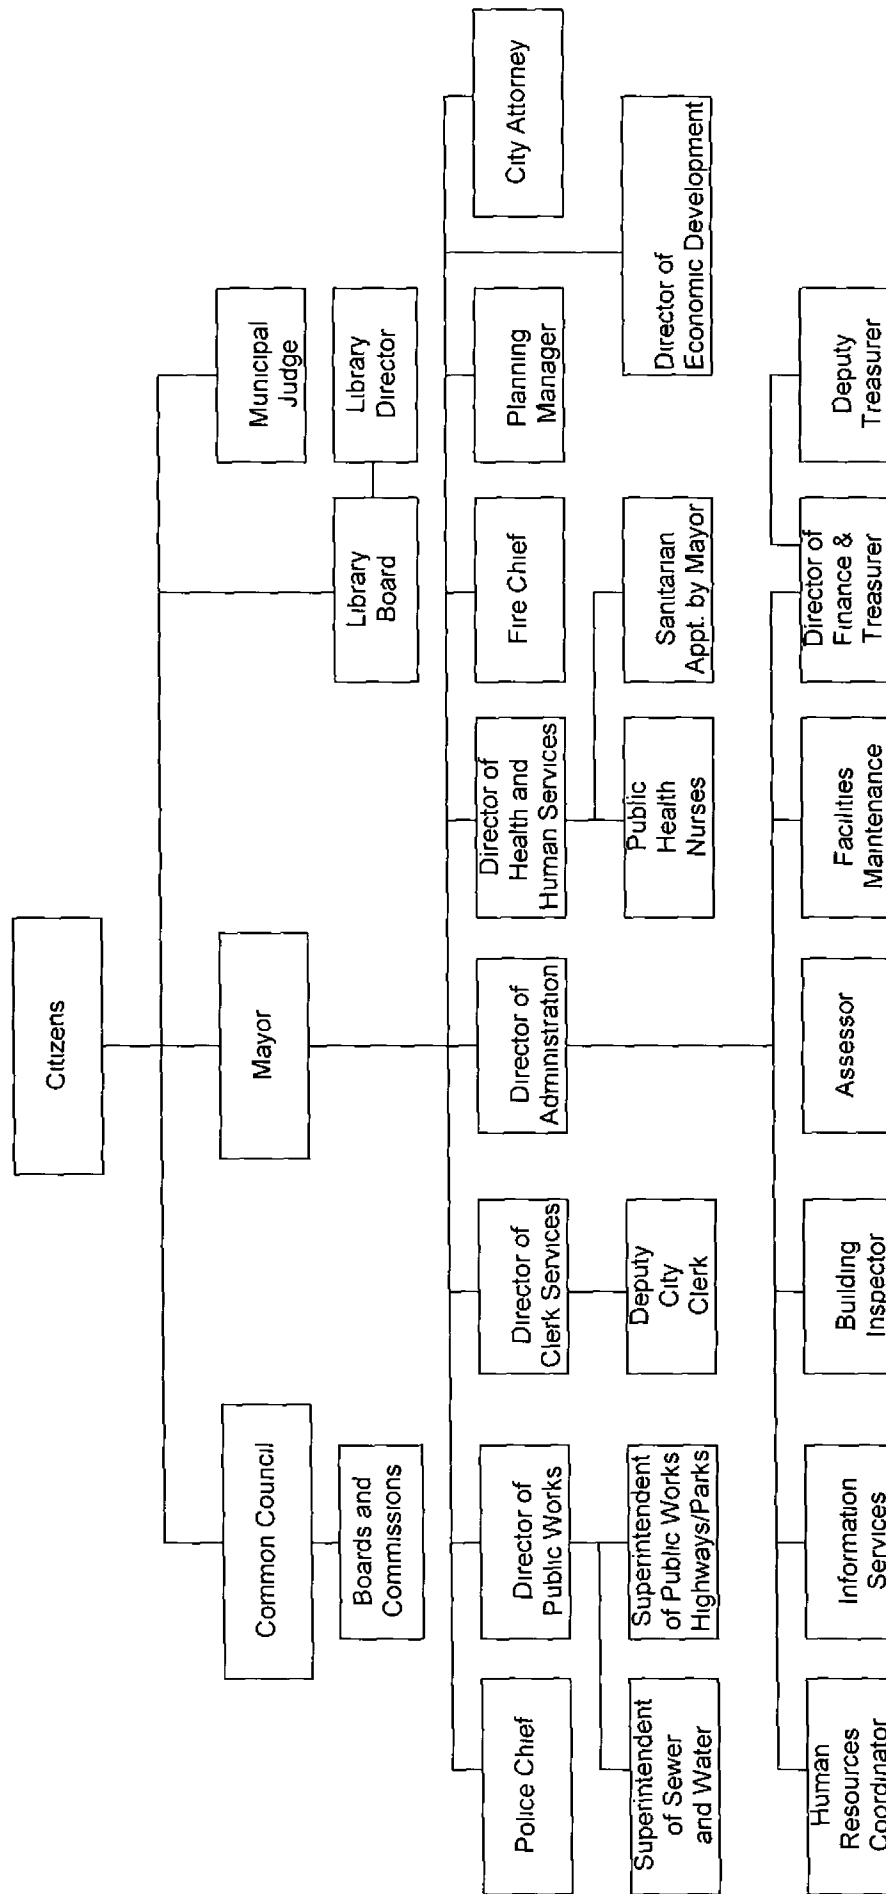 Citizens
Common Council
Mayor
Municipal
Judge
Boards and
Commissions
Library
Board
Library
Director
Police Chief
Director of
Public Works
Director of
Clerk Services
Director of
Administration
Director of
Health and
Human Services
Fire Chief
Planning
Manager
City Attorney
Superintendent
of Sewer
and Water
Superintendent
of Public Works
Highways/Parks
Deputy
City
Clerk
Public
Health
Nurses
Sanitarian
Appt. by Mayor
Director of
Economic Development
Human
Resources
Coordinator
Information
Services
Building
Inspector
Assessor
Facilities
Maintenance
Director of
Finance &
Treasurer
Deputy
Treasurer